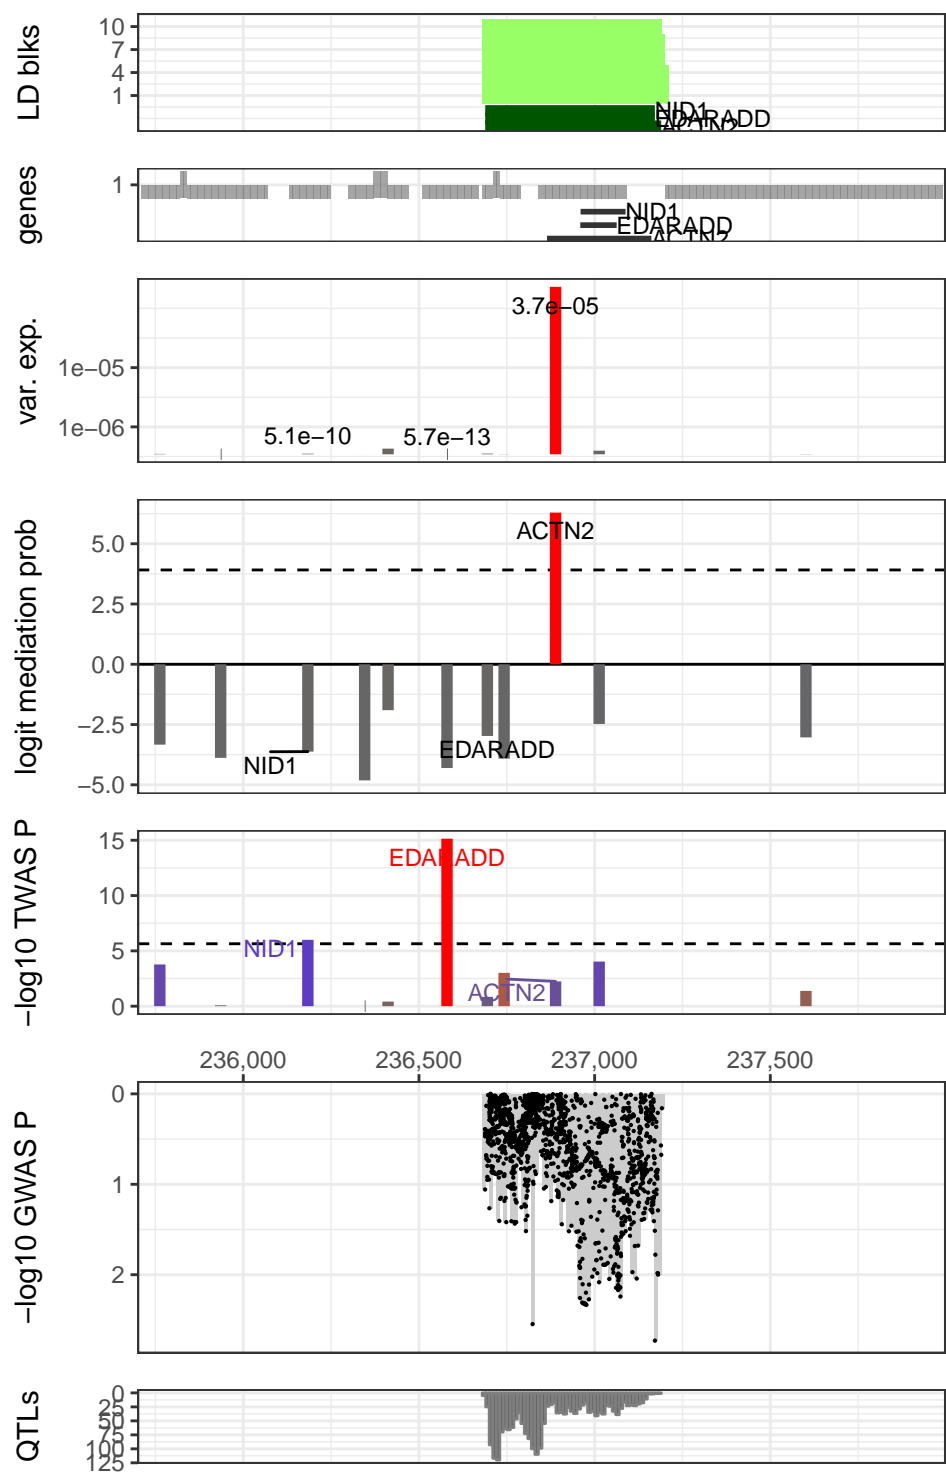 LD blks
10
7
4
1
NID1
EDARADD
ACTN2
genes
1
NID1
EDARADD
ACTN2
var. exp.
1e−05
1e−06
3.7e−05
5.1e−10
5.7e−13
logit mediation prob
5.0
2.5
0.0
−2.5
−5.0
ACTN2
EDARADD
NID1
−log10 TWAS P
15
10
5
0
EDARADD
NID1
ACTN2
236,000
236,500
237,000
237,500
−log10 GWAS P
0
1
2
QTLs
0
25
50
75
100
125